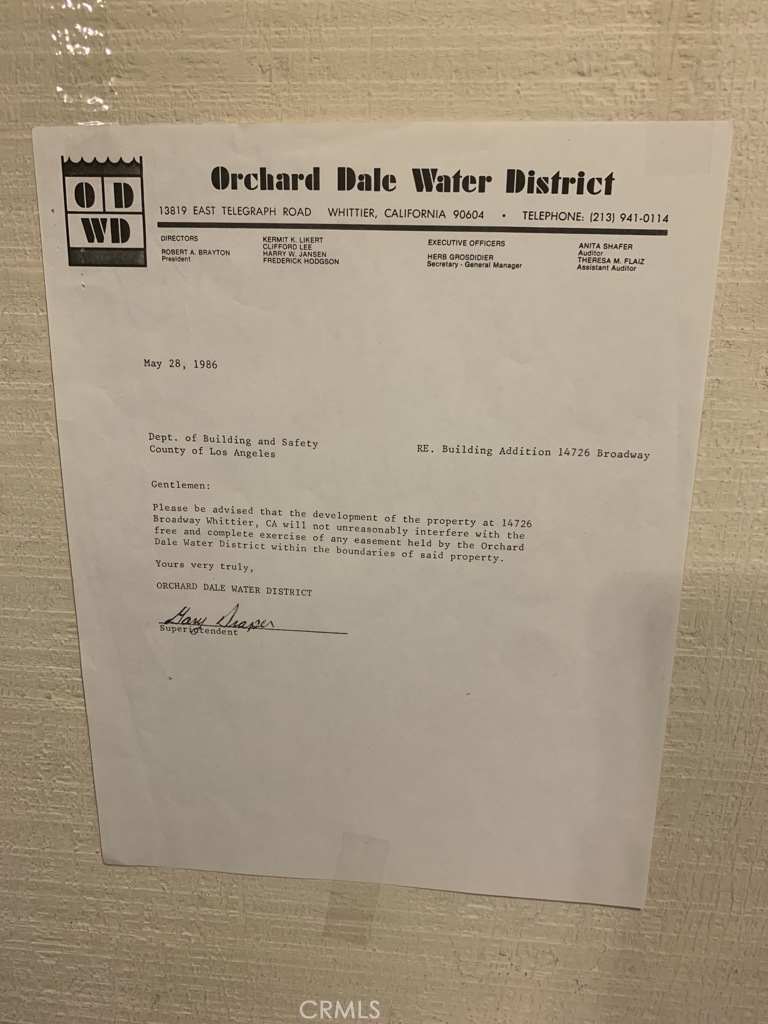 O D
WD
Orchard Dale Water District
13819 EAST TELEGRAPH ROAD WHITTIER, CALIFORNIA 90604 • TELEPHONE: (213) 941-0114
DIRECTORS
ROBERT A. BRAYTON
President
KERMIT K. LIKERT
CLIFFORD LEE
HARRY W. JANSEN
FREDERICK HODGSON
EXECUTIVE OFFICERS
HERB GROSDIDIER
Secretary - General Manager
ANITA SHAFER
Auditor
THERESA M. FLAIZ
Assistant Auditor
May 28, 1986
Dept. of Building and Safety
County of Los Angeles
RE. Building Addition 14726 Broadway
Gentlemen:
Please be advised that the development of the property at 14726
Broadway Whittier, CA will not unreasonably interfere with the
free and complete exercise of any easement held by the Orchard
Dale Water District within the boundaries of said property.
Yours very truly,
ORCHARD DALE WATER DISTRICT
Gary Draper
Superintendent
CRMLS